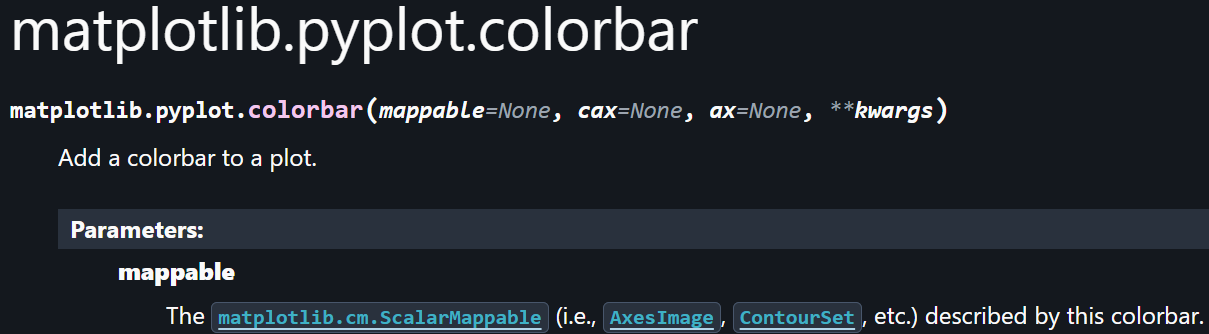 matplotlib.pyplot.colorbar
matplotlib.pyplot.colorbar(mappable=None, cax=None, ax=None, **kwargs)
Add a colorbar to a plot.
Parameters:
mappable
The matplotlib.cm.ScalarMappable (i.e., AxesImage, ContourSet, etc.) described by this colorbar.